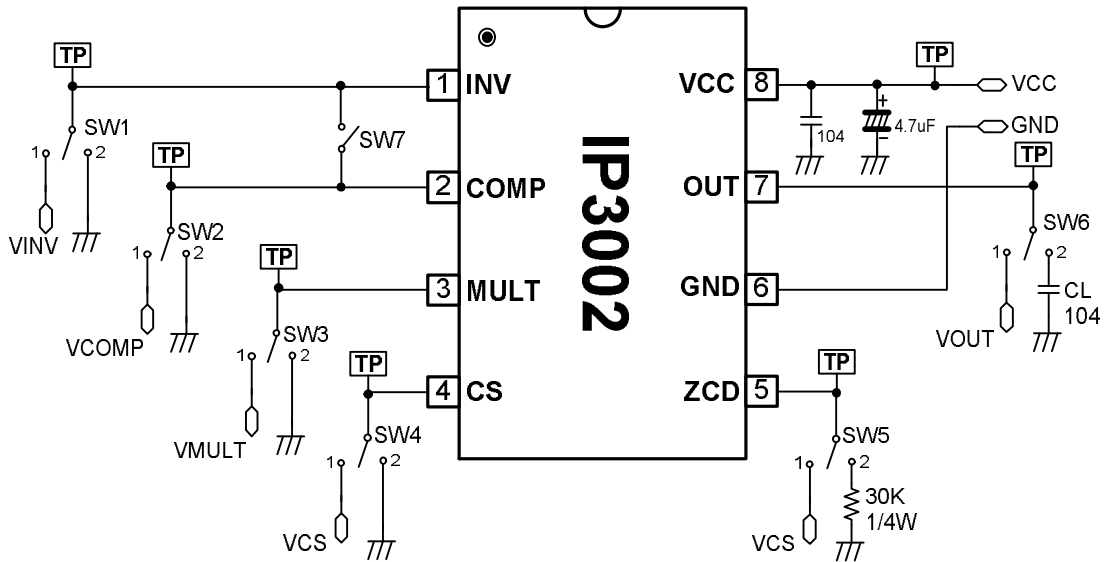 TP
1 INV
SW1
1 2
VINV
SW7
TP
2 COMP
SW2
1 2
VCOMP
TP
3 MULT
SW3
1 2
VMULT
TP
4 CS
SW4
1 2
VCS
IP3002
TP
VCC 8
VCC
104
+
4.7uF
-
GND
TP
OUT 7
SW6
1 2
VOUT
CL
104
GND 6
TP
ZCD 5
SW5
1 2
VCS
30K
1/4W